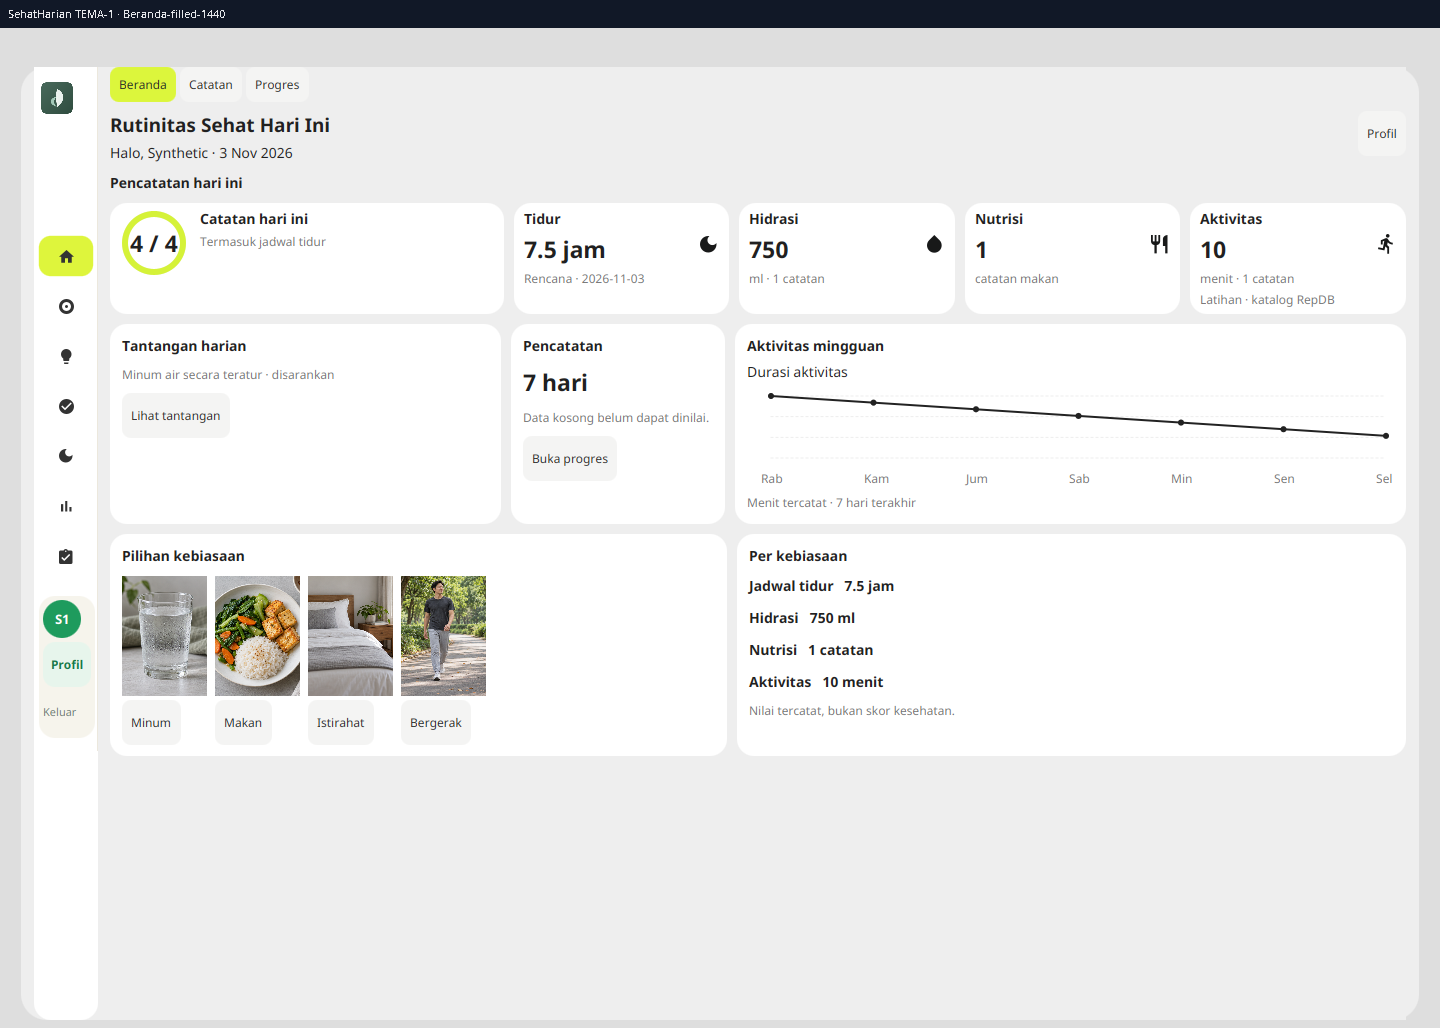 SehatHarian TEMA-1 · Beranda-filled-1440
Beranda
Catatan
Progres
Rutinitas Sehat Hari Ini
Halo, Synthetic · 3 Nov 2026
Profil
Pencatatan hari ini
4 / 4
Catatan hari ini
Termasuk jadwal tidur
Tidur
7.5 jam
Rencana · 2026-11-03
Hidrasi
750
ml · 1 catatan
Nutrisi
1
catatan makan
Aktivitas
10
menit · 1 catatan
Latihan · katalog RepDB
Tantangan harian
Minum air secara teratur · disarankan
Lihat tantangan
Pencatatan
7 hari
Data kosong belum dapat dinilai.
Buka progres
Aktivitas mingguan
Durasi aktivitas
Rab Kam Jum Sab Min Sen Sel
Menit tercatat · 7 hari terakhir
Pilihan kebiasaan
Minum
Makan
Istirahat
Bergerak
Per kebiasaan
Jadwal tidur 7.5 jam
Hidrasi 750 ml
Nutrisi 1 catatan
Aktivitas 10 menit
Nilai tercatat, bukan skor kesehatan.
S1
Profil
Keluar